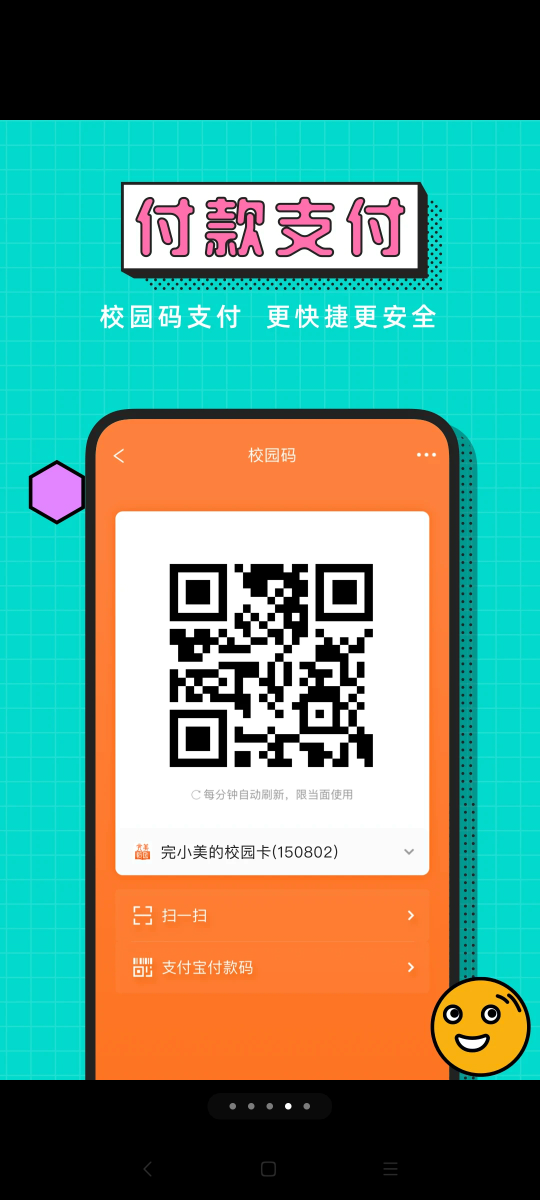 付款支付
校园码支付 更快捷更安全
校园码
每分钟自动刷新，限当面使用
完小美的校园卡(150802)
扫一扫
支付宝付款码